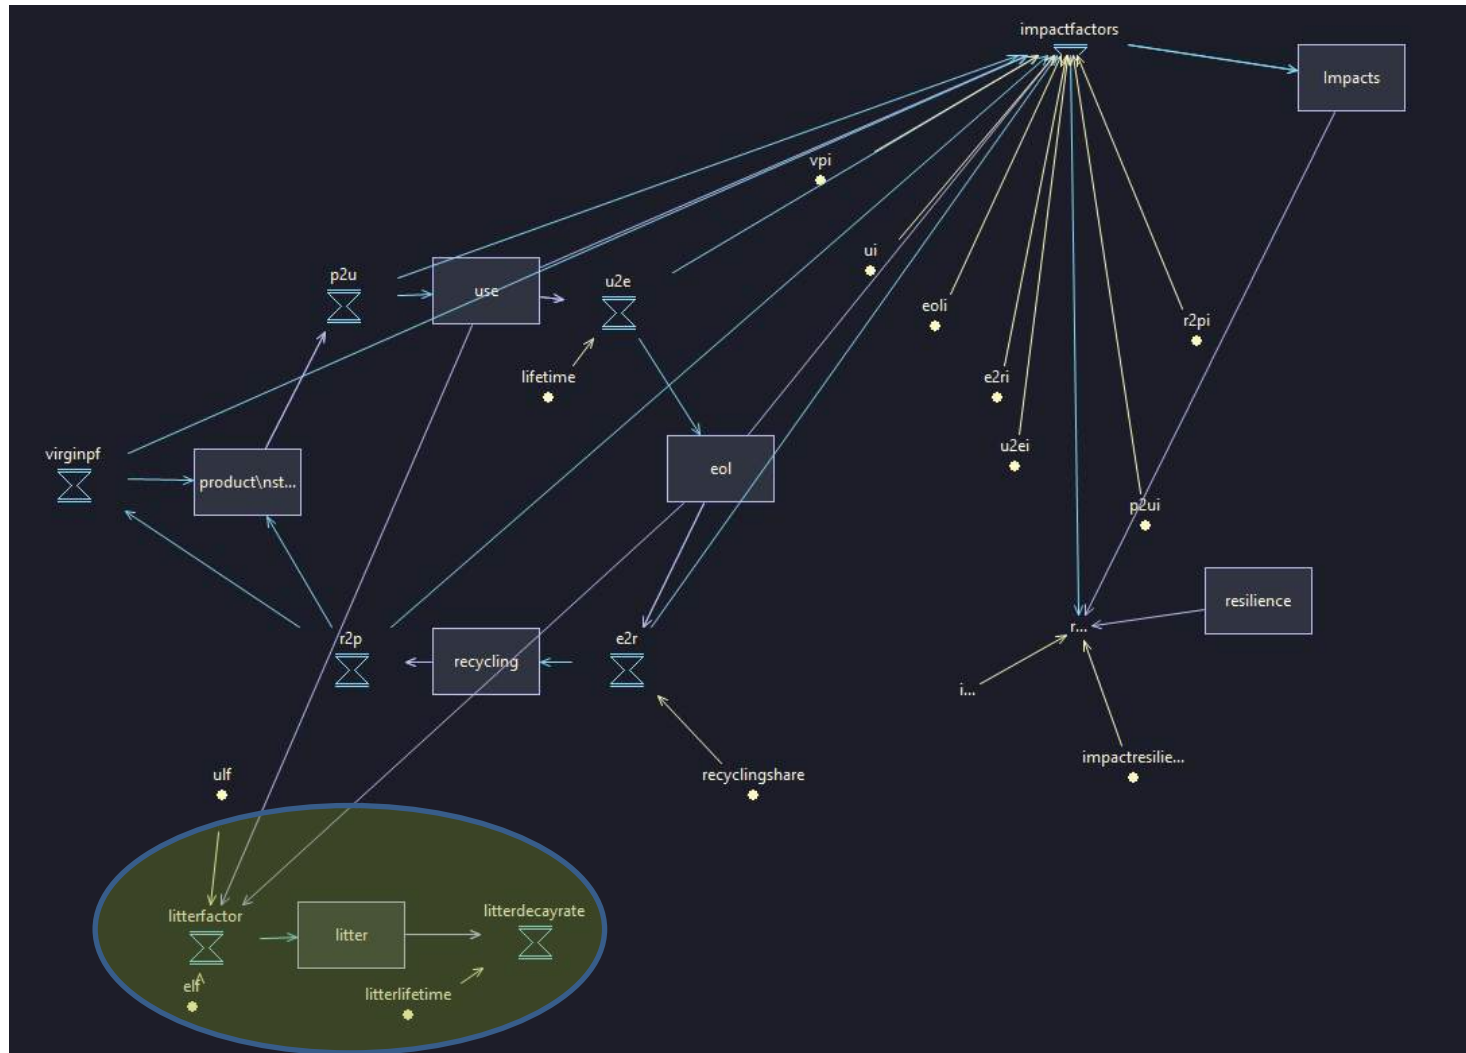 impactfactors
Impacts
vpi
ui
p2u
use
u2e
eoli
r2pi
lifetime
e2ri
u2ei
virginpf
product\nst...
eol
p2ui
resilience
r...
r2p
recycling
e2r
i...
impactresilie...
ulf
recyclingshare
litterfactor
litter
litterdecayrate
elf
litterlifetime